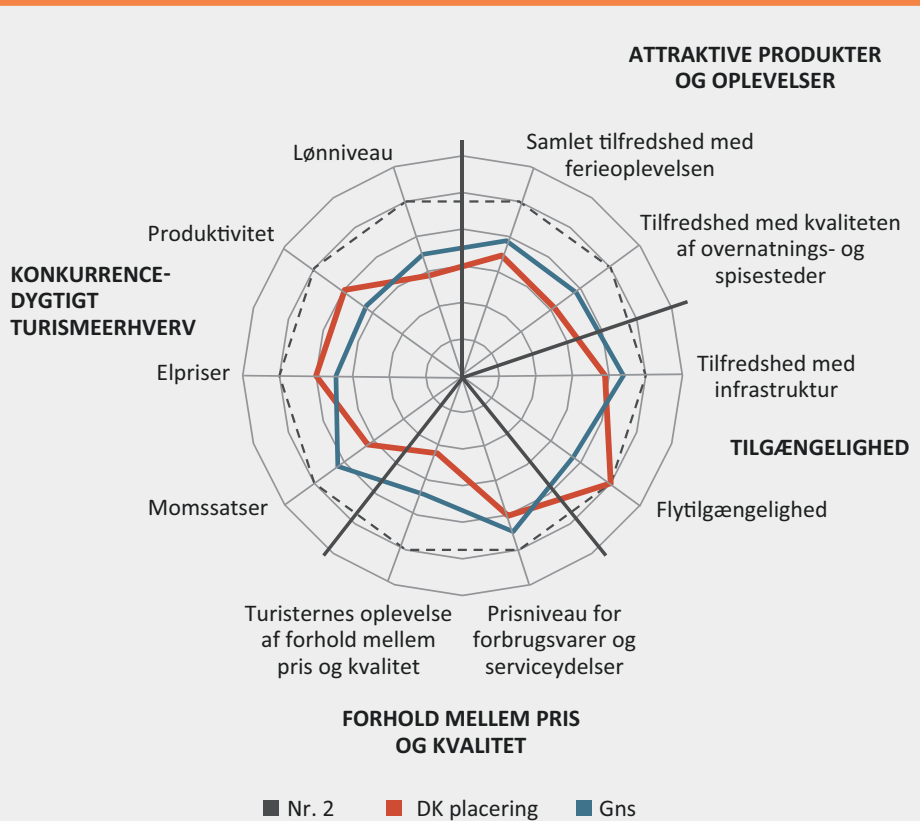 ATTRAKTIVE PRODUKTER
OG OPLEVELSER
Samlet tilfredshed med
ferieoplevelsen
Tilfredshed med kvaliteten
af overnatnings- og
spisesteder
Tilfredshed med
infrastruktur
TILGÆNGELIGHED
Flytilgængelighed
Prisniveau for
forbrugsvarer og
serviceydelser
Turisternes oplevelse
af forhold mellem
pris og kvalitet
FORHOLD MELLEM PRIS
OG KVALITET
Momssatser
Elpriser
KONKURRENCE-
DYGTIGT
TURISMEERHVERV
Produktivitet
Lønniveau
Nr. 2
DK placering
Gns